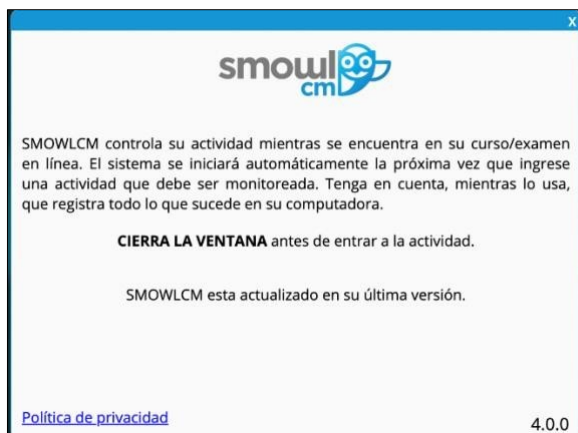 x
smowl
cm
SMOWLCM controla su actividad mientras se encuentra en su curso/examen
en línea. El sistema se iniciará automáticamente la próxima vez que ingrese
una actividad que debe ser monitoreada. Tenga en cuenta, mientras lo usa,
que registra todo lo que sucede en su computadora.
CIERRA LA VENTANA antes de entrar a la actividad.
SMOWLCM esta actualizado en su última versión.
Política de privacidad
4.0.0